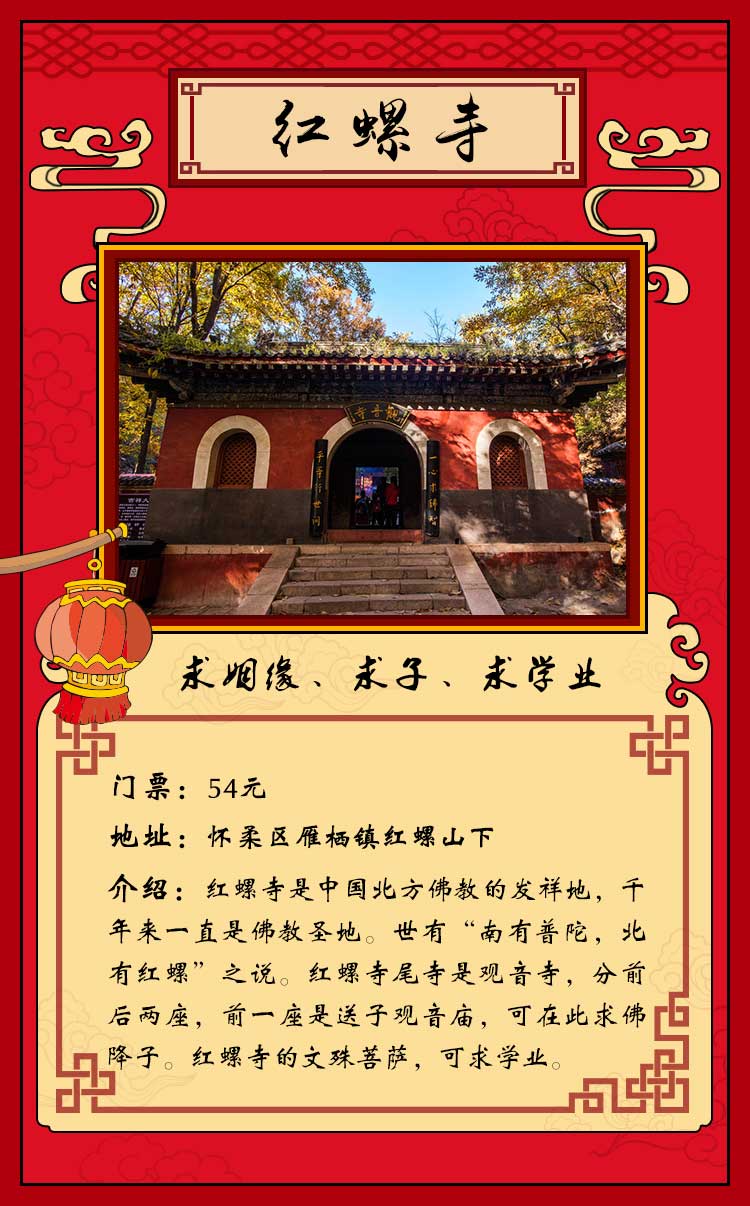 红螺寺
寺音觀
求姻缘、求子、求学业
门票：54元
地址：怀柔区雁栖镇红螺山下
介绍：红螺寺是中国北方佛教的发祥地，千
年来一直是佛教圣地。世有“南有普陀，北
有红螺”之说。红螺寺尾寺是观音寺，分前
后两座，前一座是送子观音庙，可在此求佛
降子。红螺寺的文殊菩萨，可求学业。